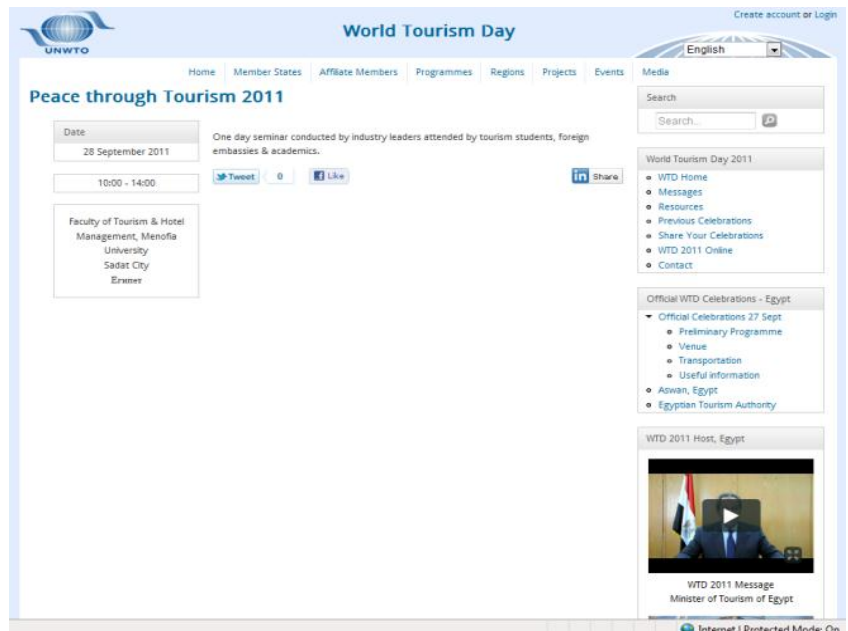 Create account or Login
UNWTO
World Tourism Day
English
Home Member States Affiliate Members Programmes Regions Projects Events Media
Peace through Tourism 2011
Date
28 September 2011
10:00 - 14:00
Faculty of Tourism & Hotel
Management, Menofia
University
Sadat City
Египет
One day seminar conducted by industry leaders attended by tourism students, foreign
embassies & academics.
Tweet 0 Like
Share
Search
Search...
World Tourism Day 2011
WTD Home
Messages
Resources
Previous Celebrations
Share Your Celebrations
WTD 2011 Online
Contact
Official WTD Celebrations - Egypt
Official Celebrations 27 Sept
Preliminary Programme
Venue
Transportation
Useful information
Aswan, Egypt
Egyptian Tourism Authority
WTD 2011 Host, Egypt
WTD 2011 Message
Minister of Tourism of Egypt
Internet | Protected Mode: On